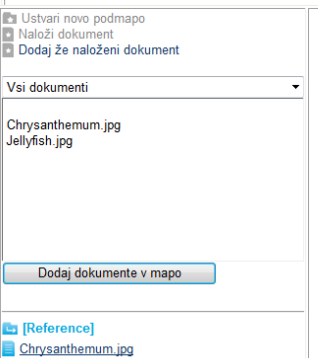 Ustvari novo podmapo
Naloži dokument
Dodaj že naloženi dokument
Vsi dokumenti
Chrysanthemum.jpg
Jellyfish.jpg
Dodaj dokumente v mapo
[Reference]
Chrysanthemum.jpg